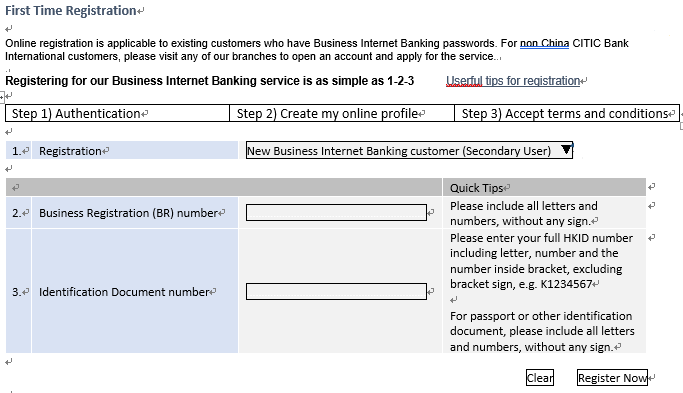 First Time Registration
Online registration is applicable to existing customers who have Business Internet Banking passwords. For non China CITIC Bank
International customers, please visit any of our branches to open an account and apply for the service.
Registering for our Business Internet Banking service is as simple as 1-2-3 Userful tips for registration
Step 1) Authentication Step 2) Create my online profile Step 3) Accept terms and conditions
1. Registration New Business Internet Banking customer (Secondary User)
Quick Tips
2. Business Registration (BR) number
Please include all letters and
numbers, without any sign.
3. Identification Document number
Please enter your full HKID number
including letter, number and the
number inside bracket, excluding
bracket sign, e.g. K1234567
For passport or other identification
document, please include all letters
and numbers, without any sign.
Clear Register Now